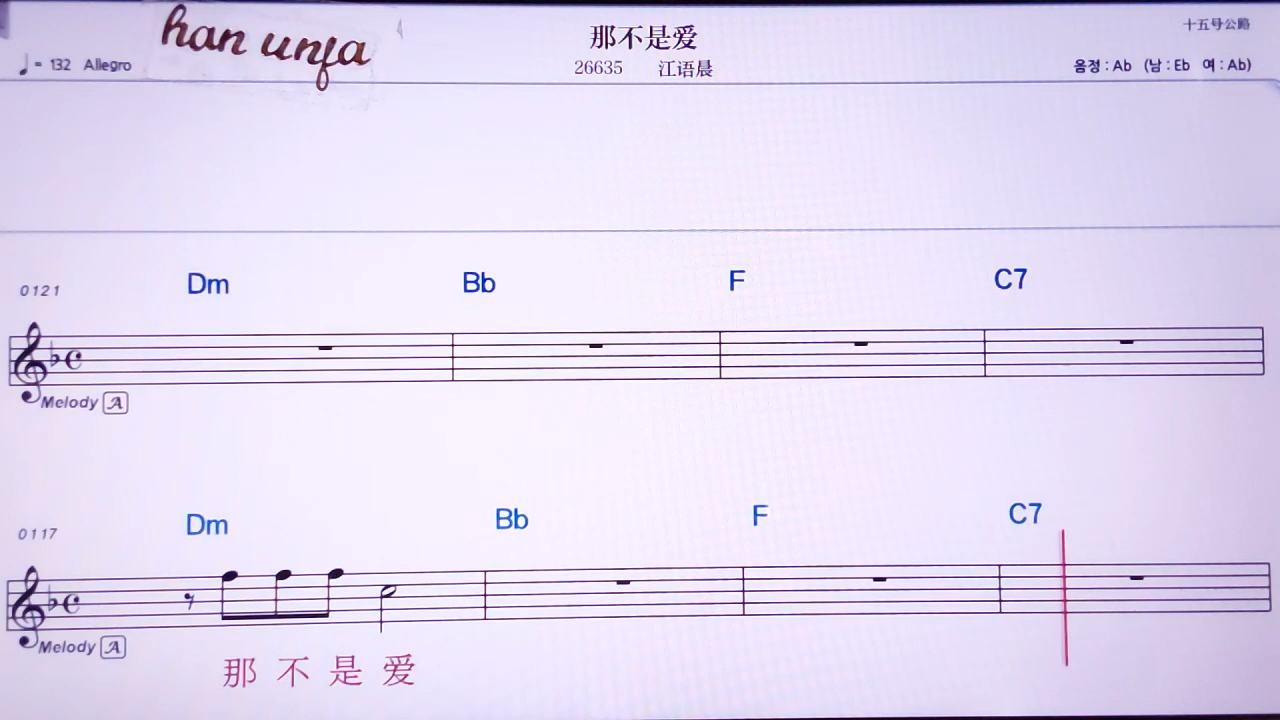 han unfa
那不是爱
十五号公路
♩= 132 Allegro
26635 江语晨
음정 : Ab (남 : Eb 여 : Ab)
0121 Dm Bb F C7
Melody A
0117 Dm Bb F C7
Melody A
那 不 是 爱